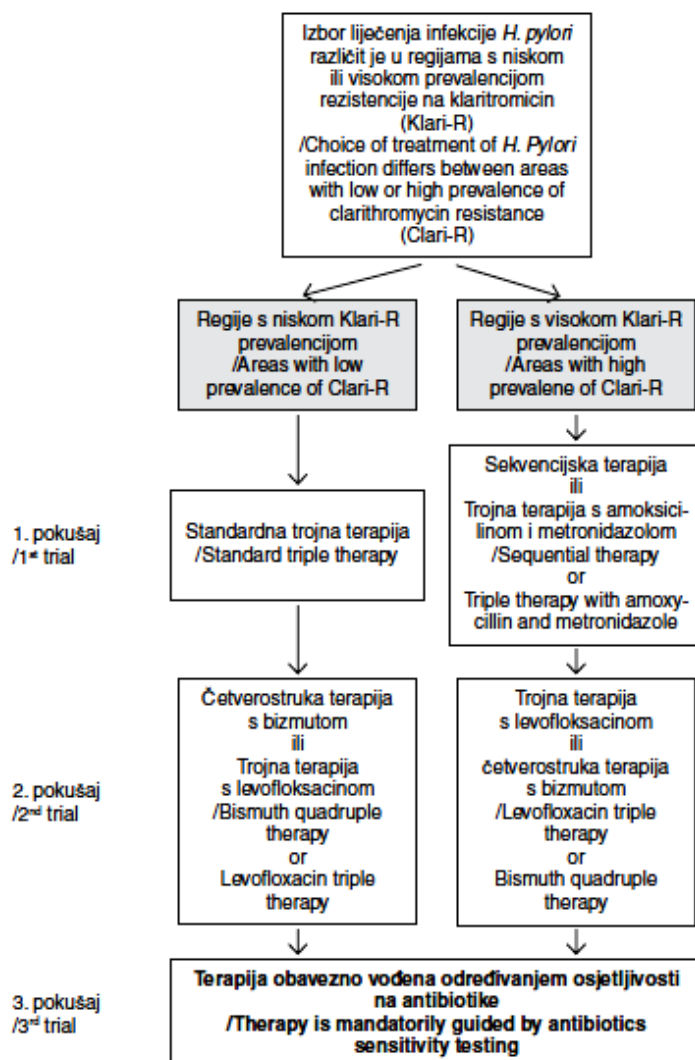 Izbor liječenja infekcije H. pylori
različit je u regijama s niskom
ili visokom prevalencijom
rezistencije na klaritromicin
(Klari-R)
/Choice of treatment of H. Pylori
infection differs between areas
with low or high prevalence of
clarithromycin resistance
(Clari-R)
Regije s niskom Klari-R
prevalencijom
/Areas with low
prevalence of Clari-R
Regije s visokom Klari-R
prevalencijom
/Areas with high
prevalene of Clari-R
1. pokušaj
/1st trial
Standardna trojna terapija
/Standard triple therapy
Sekvencijska terapija
ili
Trojna terapija s amoksici-
linom i metronidazolom
/Sequential therapy
or
Triple therapy with amoxy-
cillin and metronidazole
2. pokušaj
/2nd trial
Četverostruka terapija
s bizmutom
ili
Trojna terapija
s levofloksacinom
/Bismuth quadruple
therapy
or
Levofloxacin triple
therapy
Trojna terapija
s levofloksacinom
ili
četverostruka terapija
s bizmutom
/Levofloxacin triple
therapy
or
Bismuth quadruple
therapy
3. pokušaj
/3rd trial
Terapija obavezno vođena određivanjem osjetljivosti
na antibiotike
/Therapy is mandatorily guided by antibiotics
sensitivity testing